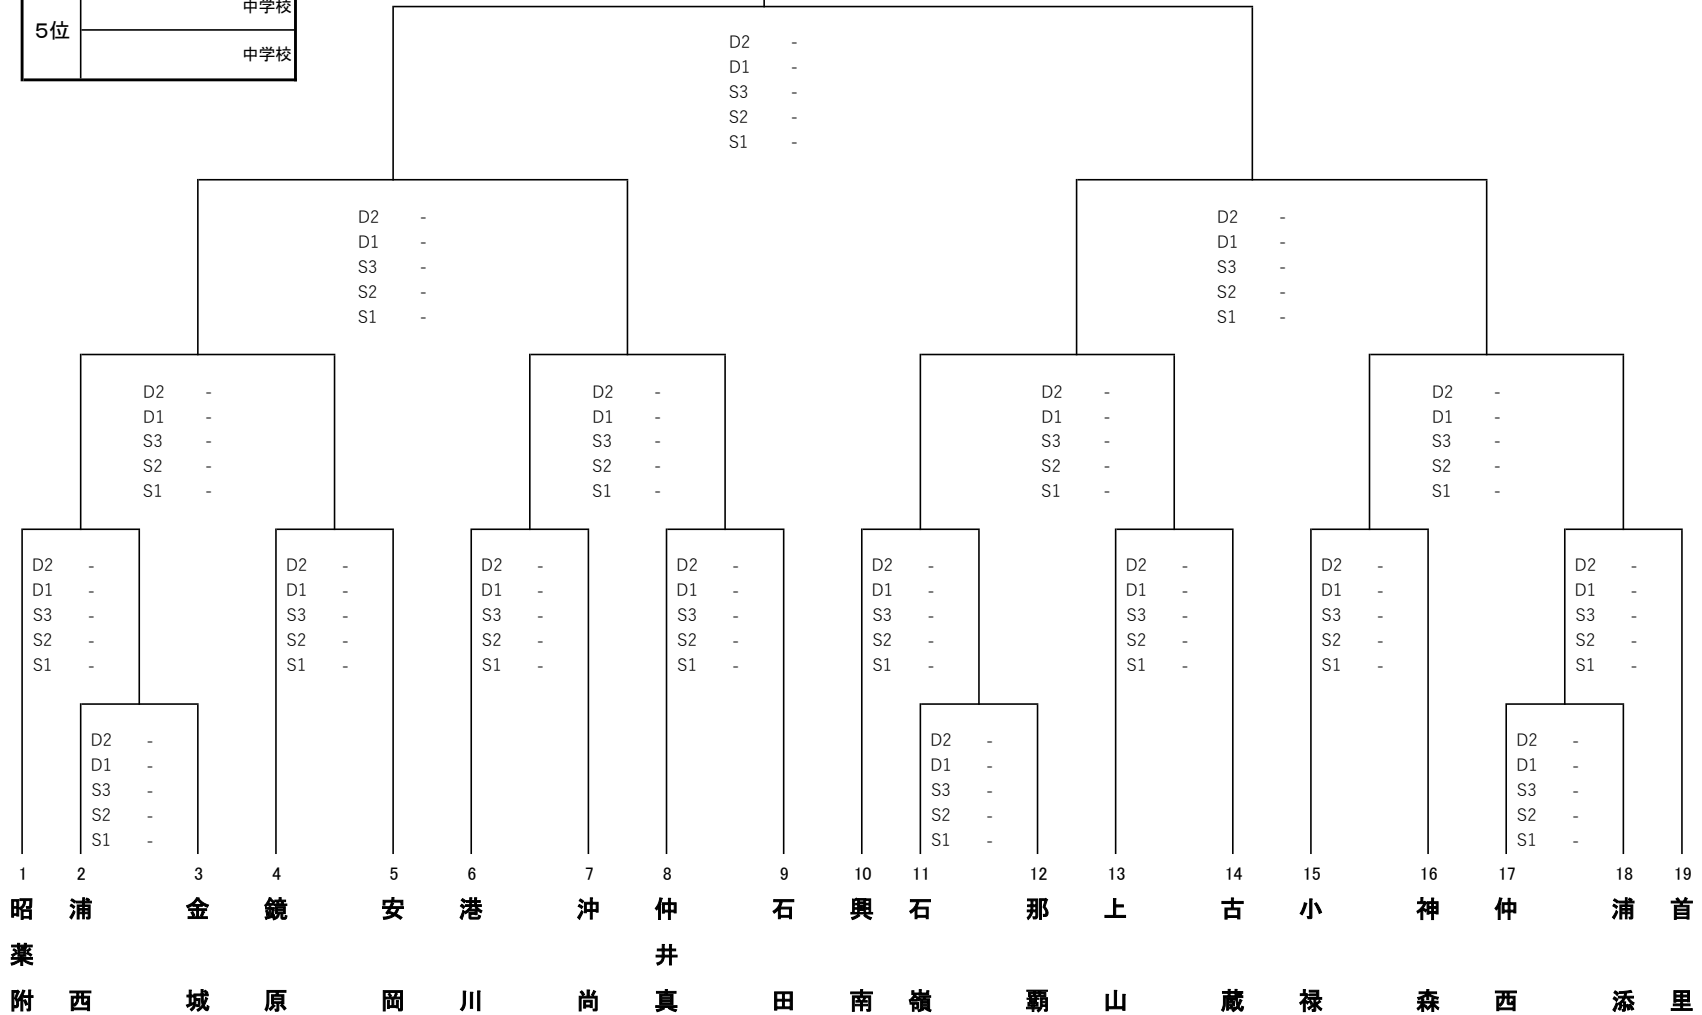 中学校
5位
中学校
D2 -
D1 -
S3 -
S2 -
S1 -
D2 - D2 -
D1 - D1 -
S3 - S3 -
S2 - S2 -
S1 - S1 -
D2 - D2 - D2 - D2 -
D1 - D1 - D1 - D1 -
S3 - S3 - S3 - S3 -
S2 - S2 - S2 - S2 -
S1 - S1 - S1 - S1 -
D2 - D2 - D2 - D2 - D2 - D2 - D2 - D2 -
D1 - D1 - D1 - D1 - D1 - D1 - D1 - D1 -
S3 - S3 - S3 - S3 - S3 - S3 - S3 - S3 -
S2 - S2 - S2 - S2 - S2 - S2 - S2 - S2 -
S1 - S1 - S1 - S1 - S1 - S1 - S1 - S1 -
D2 - D2 - D2 -
D1 - D1 - D1 -
S3 - S3 - S3 -
S2 - S2 - S2 -
S1 - S1 - S1 -
1 2 3 4 5 6 7 8 9 10 11 12 13 14 15 16 17 18 19
昭薬附
浦西
金城
鏡原
安岡
港川
沖尚
仲井真
石田
興南
石嶺
那覇
上山
古蔵
小禄
神森
仲西
浦添
首里